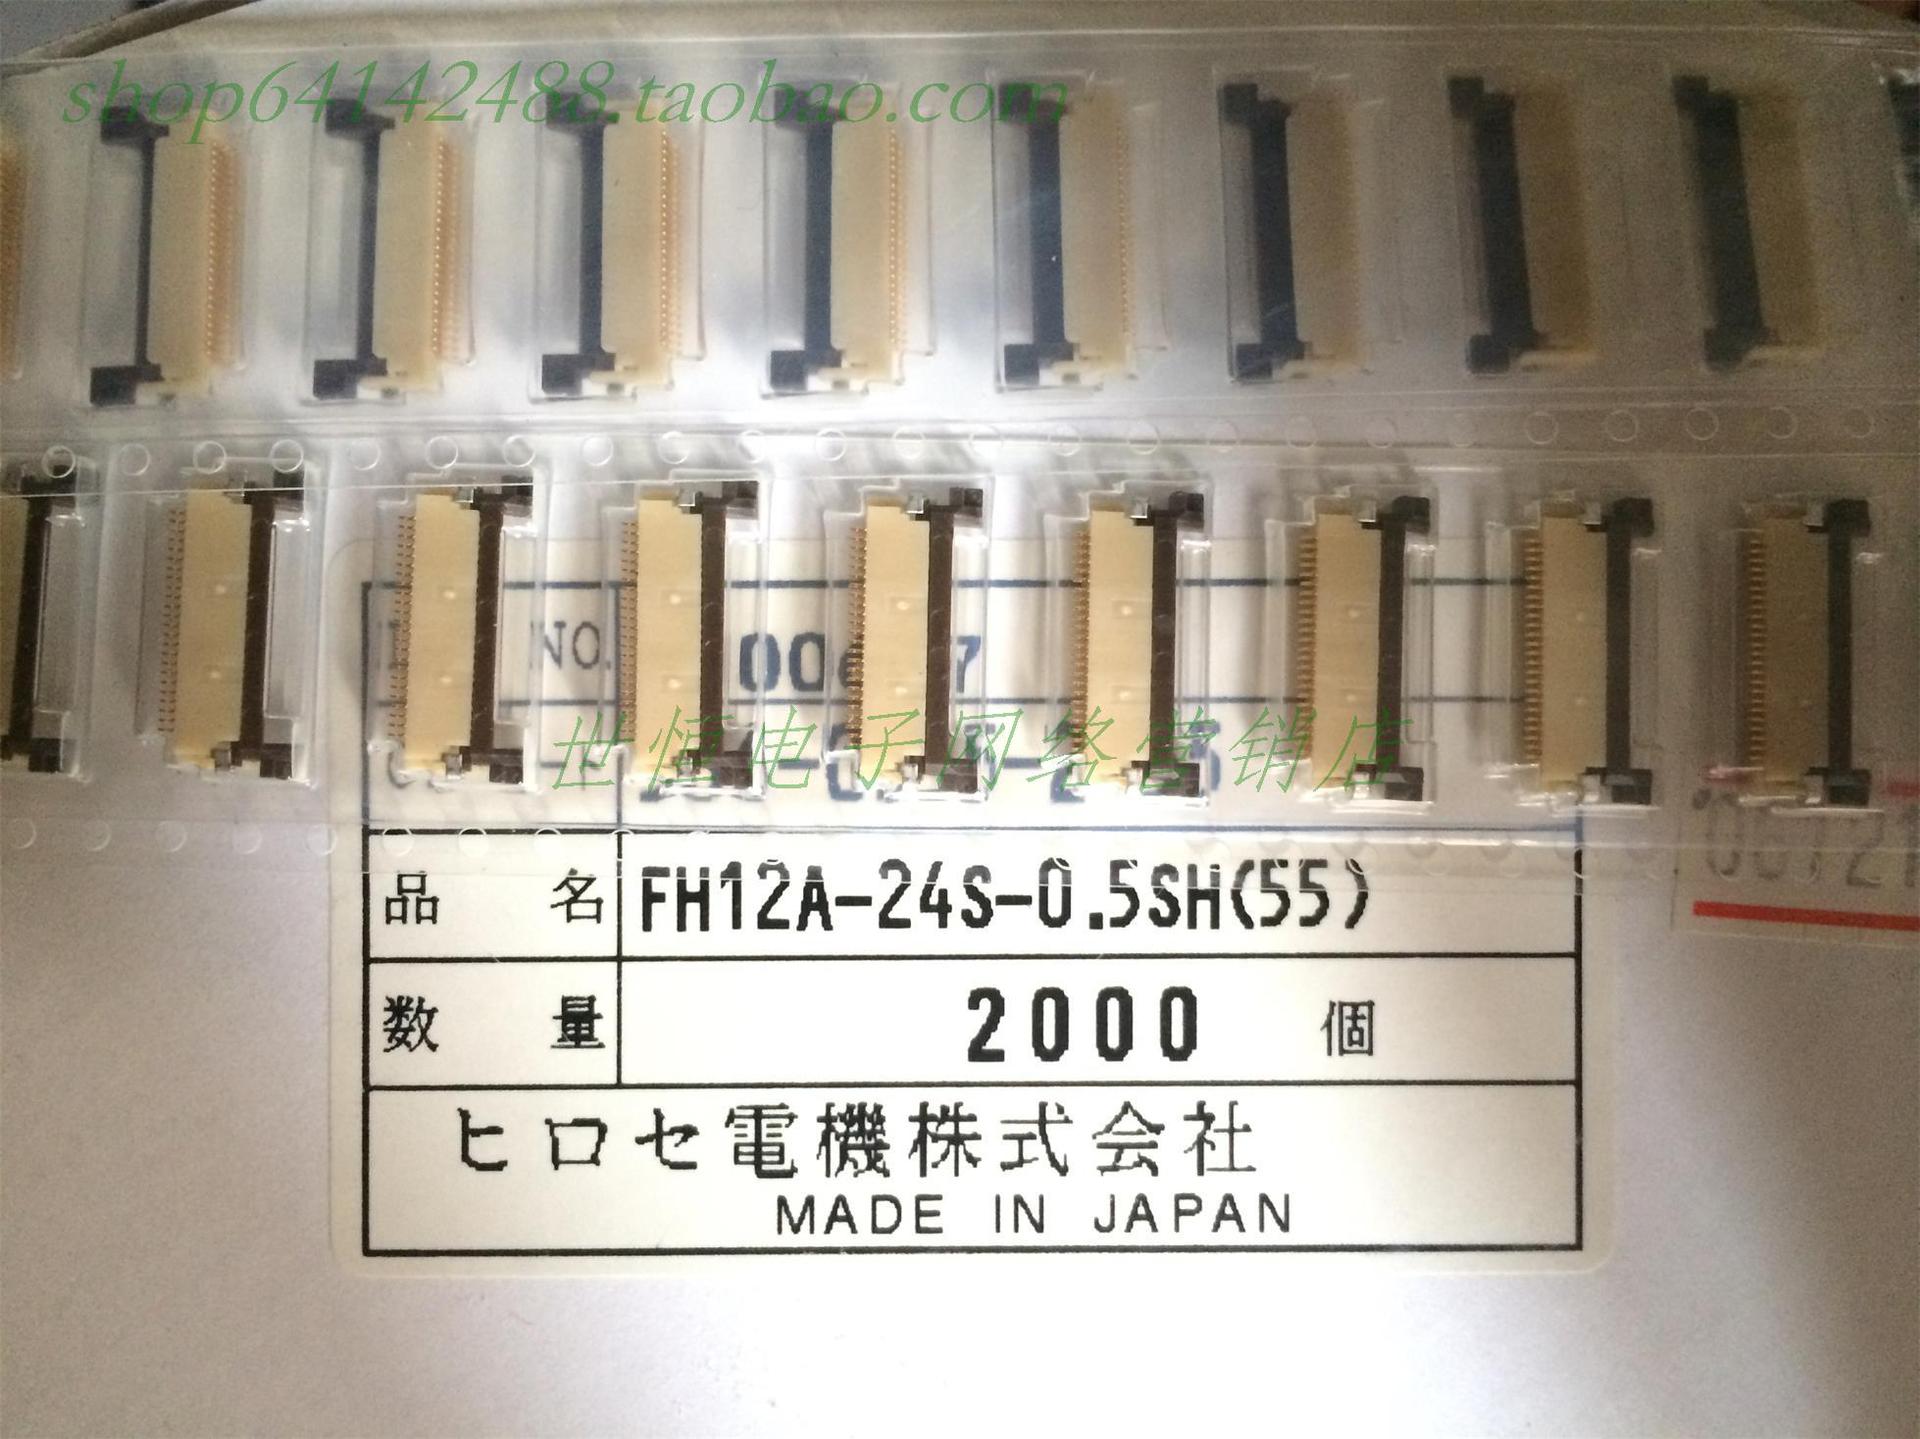 shop64142488.taobao.com
NO.
世恒电子网络营销店
品 名 FH12A-24S-0.5SH(55)
数 量 2000 個
ヒロセ電機株式会社
MADE IN JAPAN